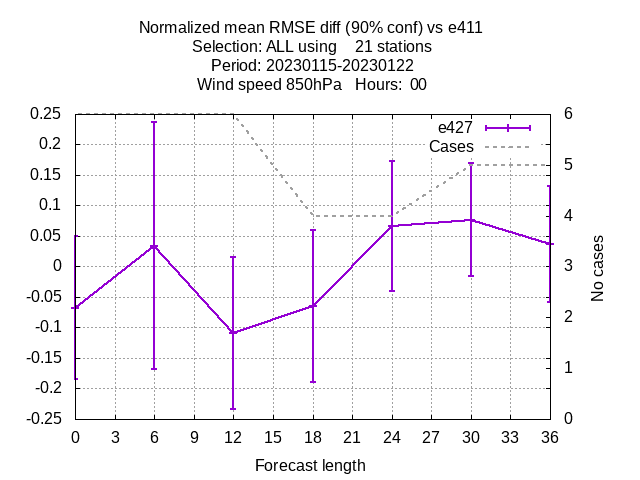 Normalized mean RMSE diff (90% conf) vs e411
Selection: ALL using    21 stations
Period: 20230115-20230122
Wind speed 850hPa   Hours:  00
e427
Cases
0.25
0.2
0.15
0.1
0.05
0
-0.05
-0.1
-0.15
-0.2
-0.25
6
5
4
3
2
1
0
No cases
0 3 6 9 12 15 18 21 24 27 30 33 36
Forecast length